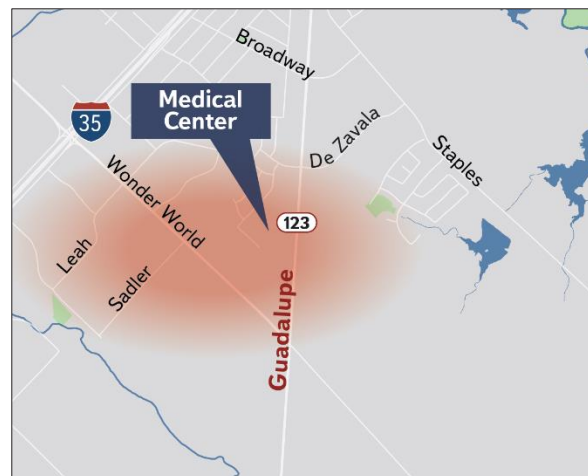 Broadway
Medical
Center
35
De Zavala
Staples
Wonder World
123
Leah
Sadler
Guadalupe